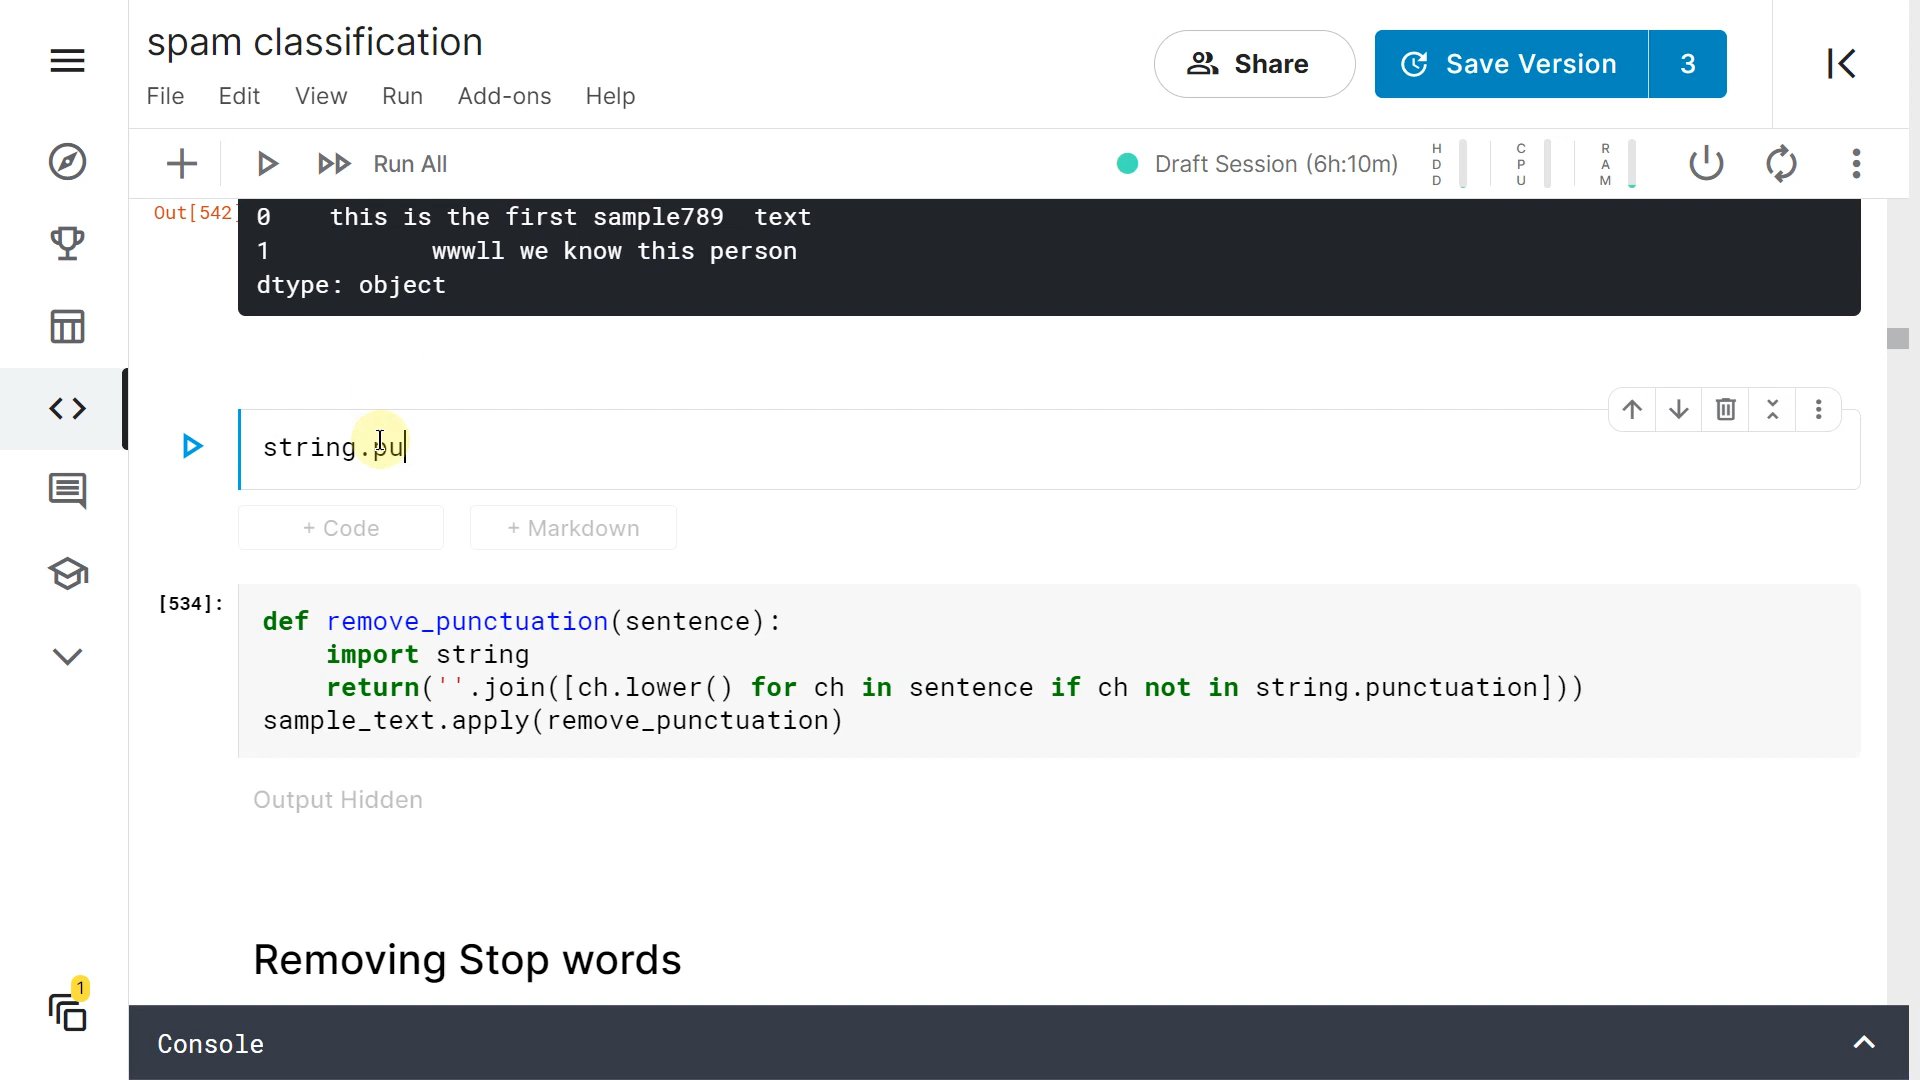 spam classification
File Edit View Run Add-ons Help
Share
Save Version 3
Run All
Draft Session (6h:10m)
HDD
CPU
RAM
Out[542]
0    this is the first sample789  text
1           wwwll we know this person
dtype: object
string.pu
+ Code
+ Markdown
[534]:
def remove_punctuation(sentence):
    import string
    return(''.join([ch.lower() for ch in sentence if ch not in string.punctuation]))
sample_text.apply(remove_punctuation)
Output Hidden
Removing Stop words
1
Console